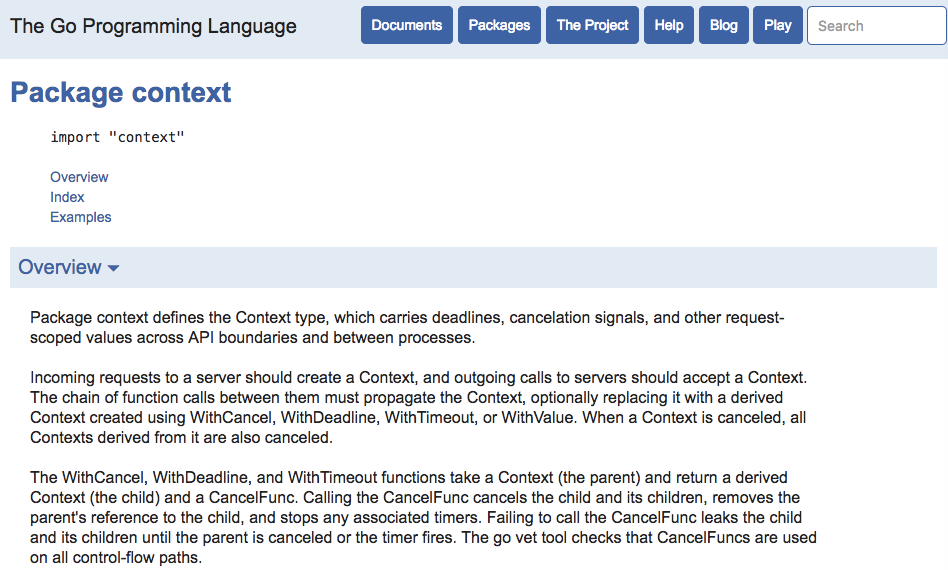 The Go Programming Language
Documents
Packages
The Project
Help
Blog
Play
Search
Package context
import "context"
Overview
Index
Examples
Overview
Package context defines the Context type, which carries deadlines, cancelation signals, and other request-
scoped values across API boundaries and between processes.
Incoming requests to a server should create a Context, and outgoing calls to servers should accept a Context.
The chain of function calls between them must propagate the Context, optionally replacing it with a derived
Context created using WithCancel, WithDeadline, WithTimeout, or WithValue. When a Context is canceled, all
Contexts derived from it are also canceled.
The WithCancel, WithDeadline, and WithTimeout functions take a Context (the parent) and return a derived
Context (the child) and a CancelFunc. Calling the CancelFunc cancels the child and its children, removes the
parent's reference to the child, and stops any associated timers. Failing to call the CancelFunc leaks the child
and its children until the parent is canceled or the timer fires. The go vet tool checks that CancelFuncs are used
on all control-flow paths.